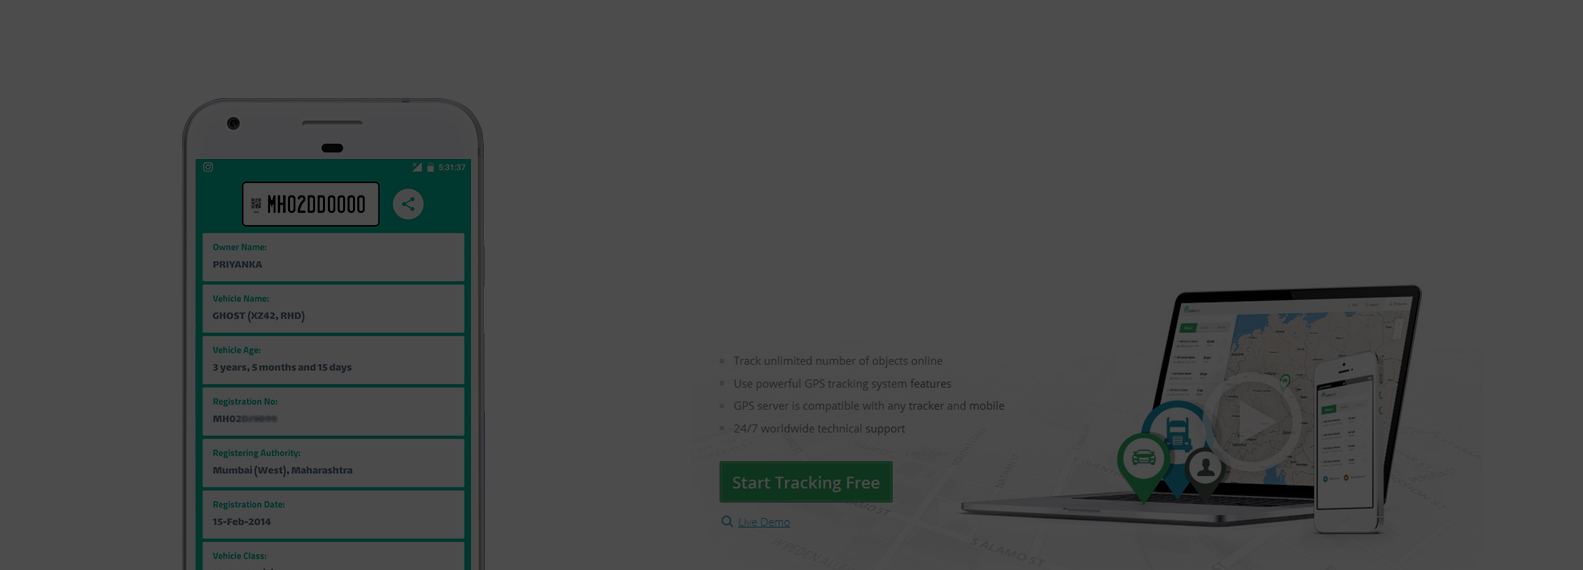 5:31:37
MH02DD0000
Owner Name:
PRIYANKA
Vehicle Name:
GHOST (XZ42, RHD)
Vehicle Age:
3 years, 5 months and 15 days
Registration No:
MH02
Registering Authority:
Mumbai (West), Maharashtra
Registration Date:
15-Feb-2014
Vehicle Class:
Track unlimited number of objects online
Use powerful GPS tracking system features
GPS server is compatible with any tracker and mobile
24/7 worldwide technical support
Start Tracking Free
Live Demo
S ALAMO ST